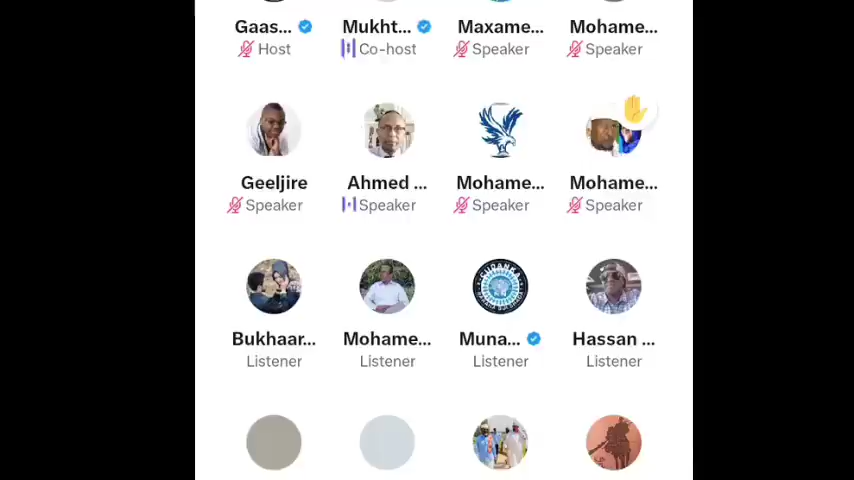 Gaas... Mukht... Maxame... Mohame...
Host Co-host Speaker Speaker
Geeljire Ahmed ... Mohame... Mohame...
Speaker Speaker Speaker Speaker
Bukhaar... Mohame... Muna... Hassan ...
Listener Listener Listener Listener